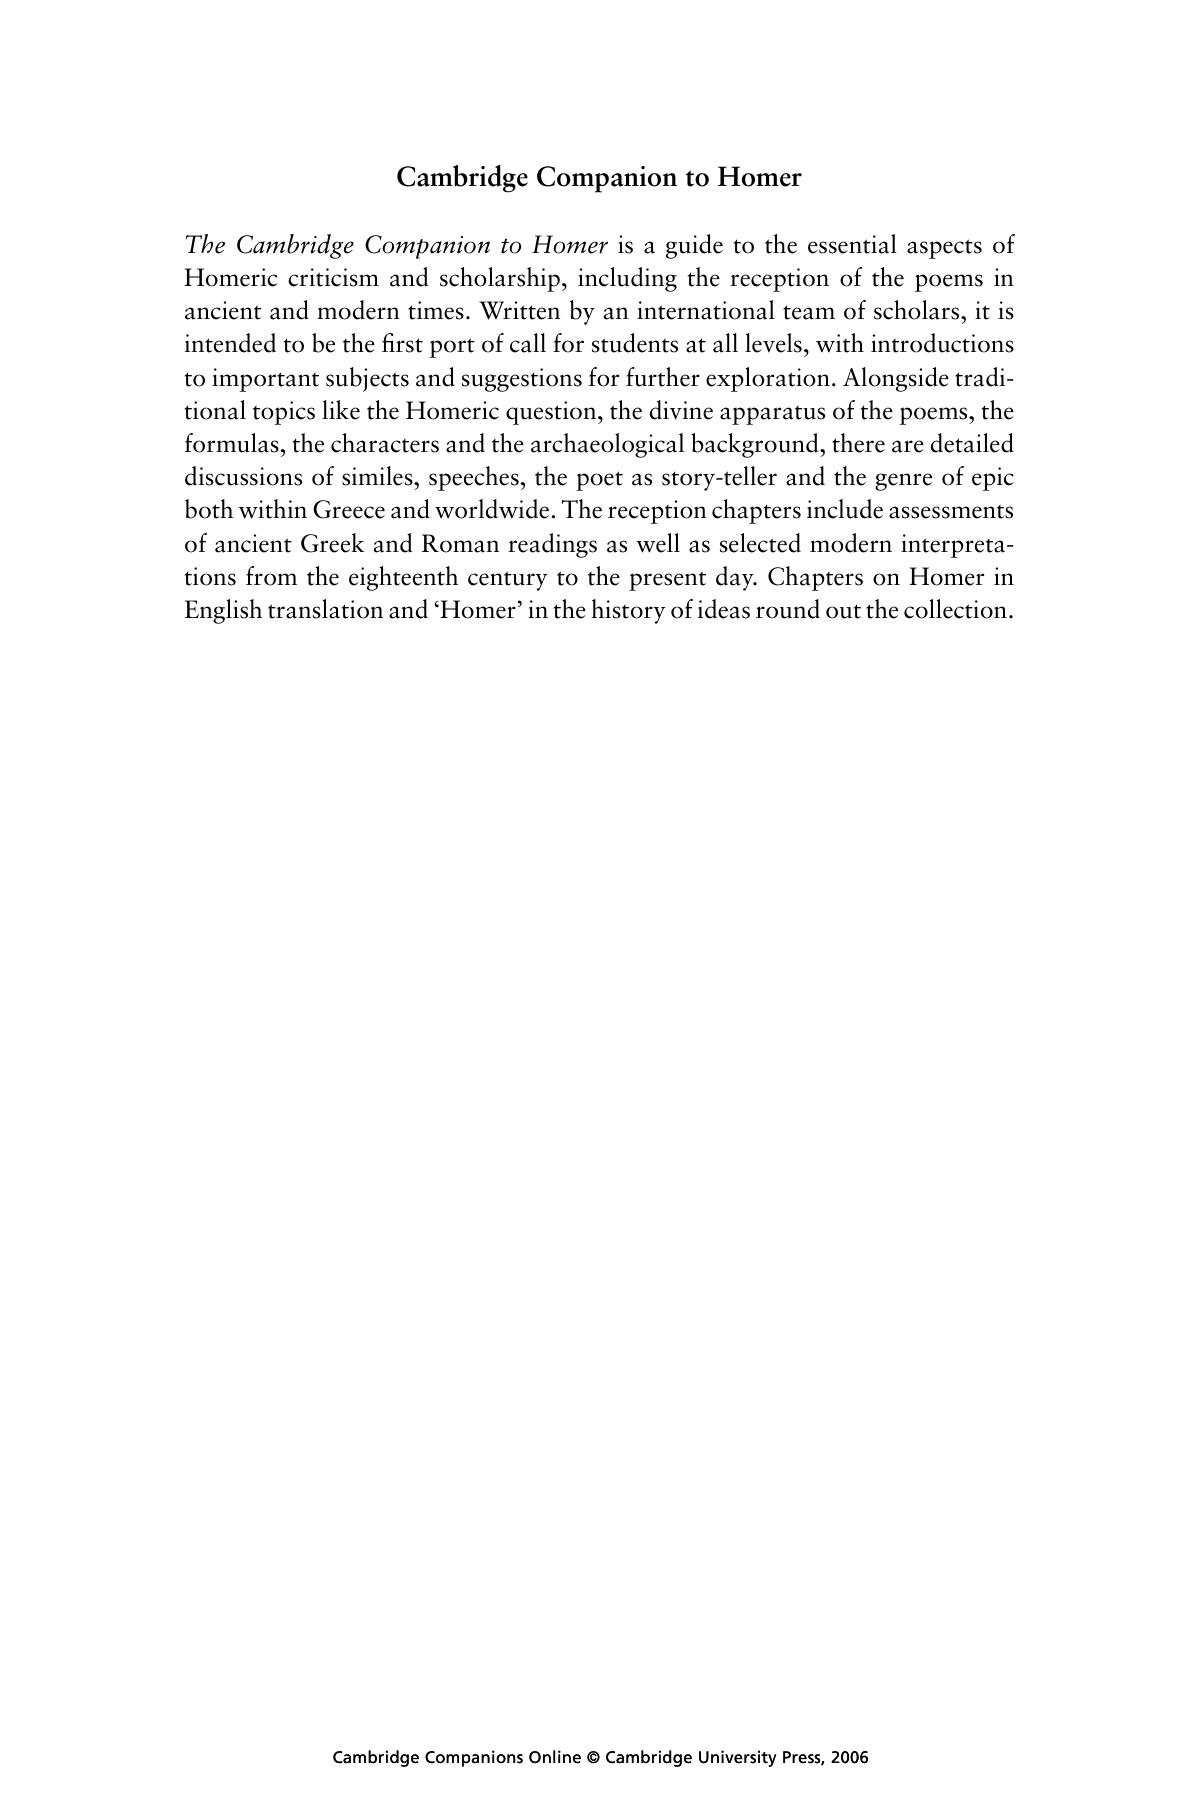 Cambridge Companion to Homer
The Cambridge Companion to Homer is a guide to the essential aspects of
Homeric criticism and scholarship, including the reception of the poems in
ancient and modern times. Written by an international team of scholars, it is
intended to be the first port of call for students at all levels, with introductions
to important subjects and suggestions for further exploration. Alongside tradi-
tional topics like the Homeric question, the divine apparatus of the poems, the
formulas, the characters and the archaeological background, there are detailed
discussions of similes, speeches, the poet as story-teller and the genre of epic
both within Greece and worldwide. The reception chapters include assessments
of ancient Greek and Roman readings as well as selected modern interpreta-
tions from the eighteenth century to the present day. Chapters on Homer in
English translation and ‘Homer’ in the history of ideas round out the collection.
Cambridge Companions Online © Cambridge University Press, 2006